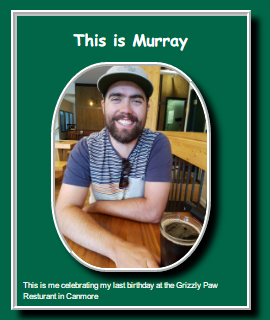 This is Murray
This is me celebrating my last birthday at the Grizzly Paw
Resturant in Canmore